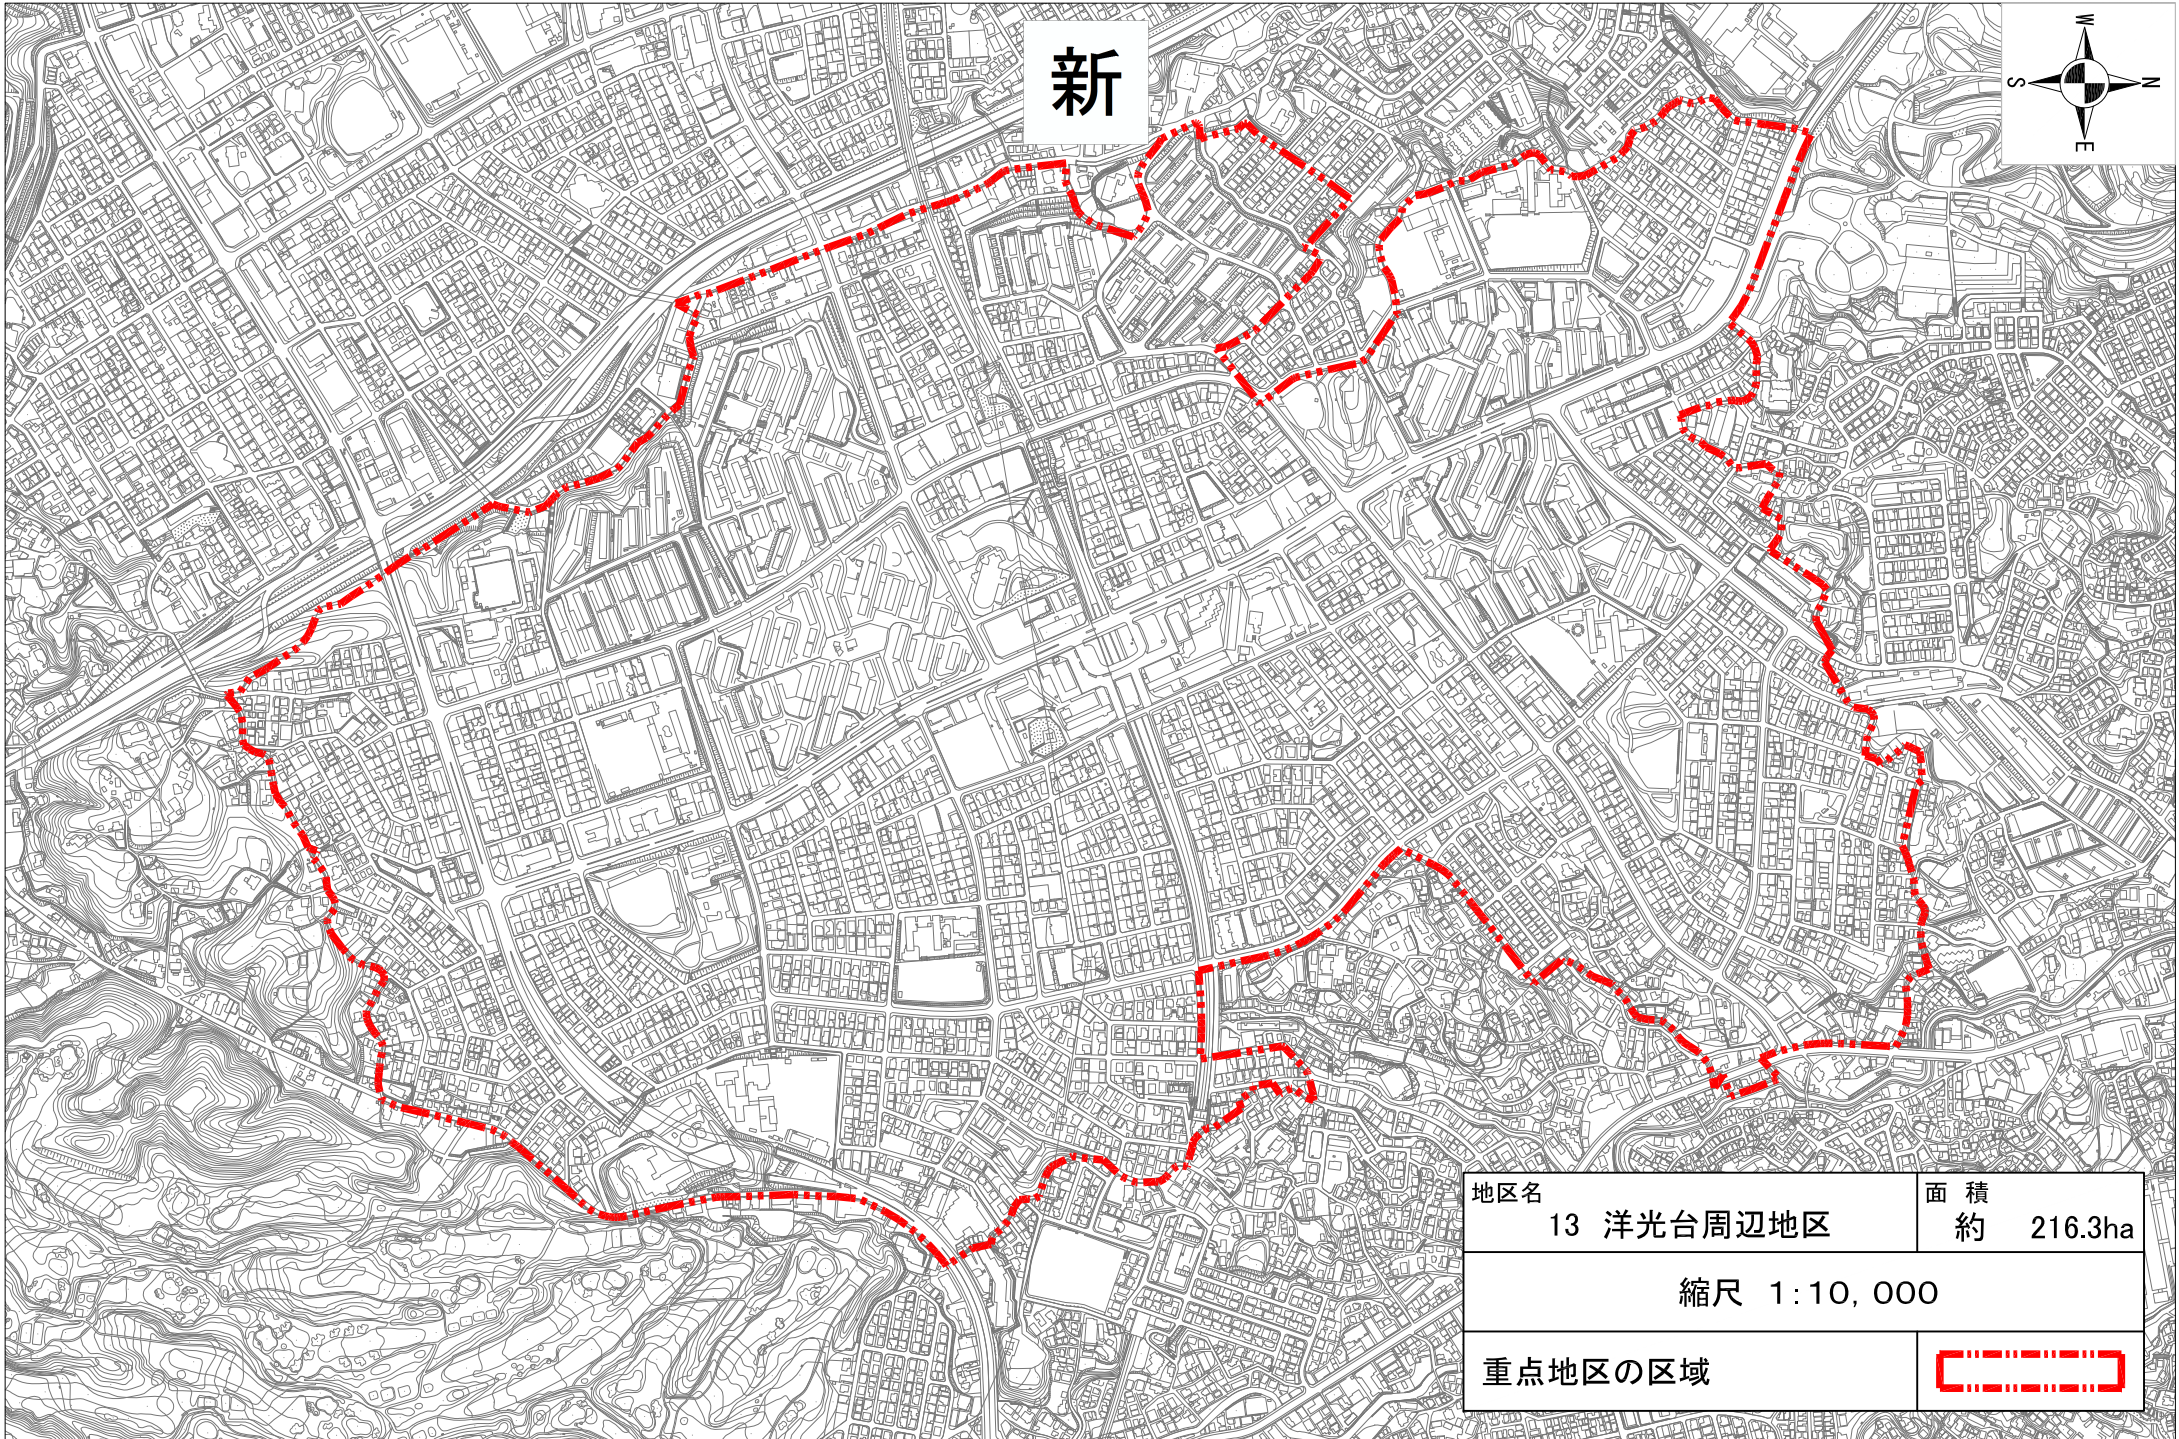 新
W
S N
E
地区名
13 洋光台周辺地区
面 積
約 216.3ha
縮尺 1:10,000
重点地区の区域